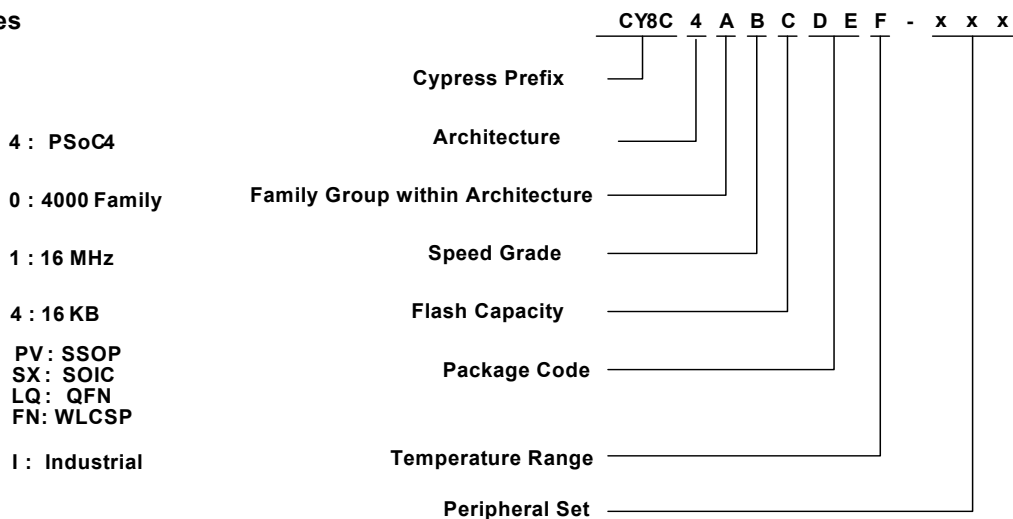 es
CY8C 4 A B C D E F - x x x
Cypress Prefix
4 : PSoC4 Architecture
0 : 4000 Family Family Group within Architecture
1 : 16 MHz Speed Grade
4 : 16 KB Flash Capacity
PV : SSOP
SX : SOIC
LQ : QFN
FN: WLCSP
Package Code
I : Industrial Temperature Range
Peripheral Set